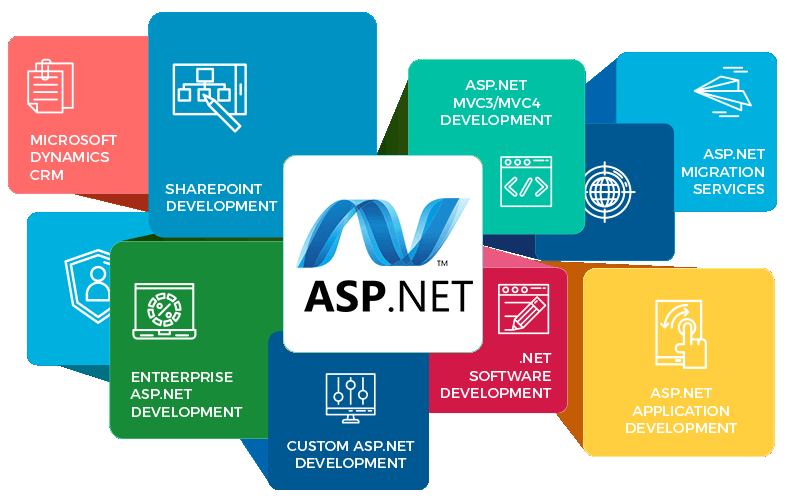 MICROSOFT
DYNAMICS
CRM
SHAREPOINT
DEVELOPMENT
ASP.NET
MVC3/MVC4
DEVELOPMENT
ASP.NET
MIGRATION
SERVICES
™
ASP.NET
ENTRERPRISE
ASP.NET
DEVELOPMENT
CUSTOM ASP.NET
DEVELOPMENT
.NET
SOFTWARE
DEVELOPMENT
ASP.NET
APPLICATION
DEVELOPMENT